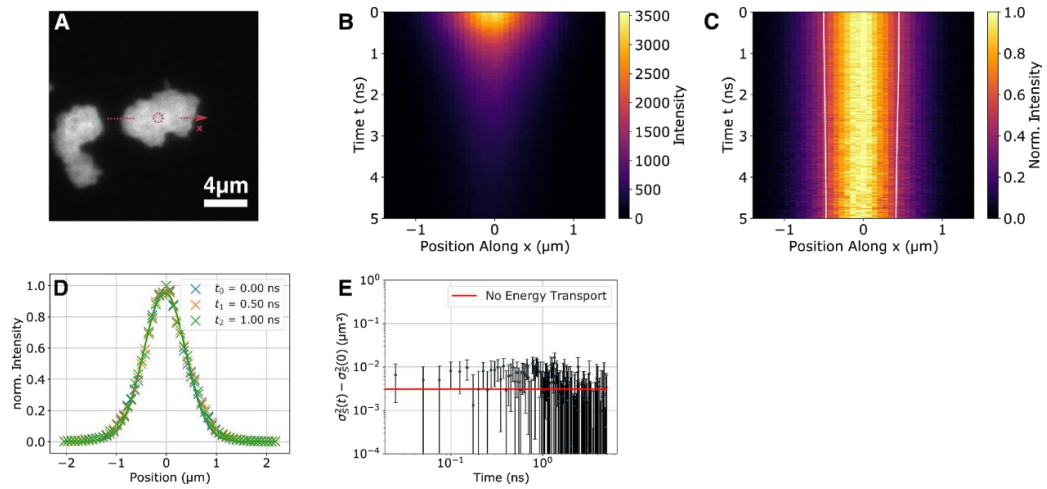 A
x
4µm
B
Time t (ns)
0
1
2
3
4
5
−1
0
1
Position Along x (µm)
3500
3000
2500
2000
1500
1000
500
0
Intensity
C
Time t (ns)
0
1
2
3
4
5
−1
0
1
Position Along x (µm)
1.0
0.8
0.6
0.4
0.2
0.0
Norm. Intensity
D
norm. Intensity
1.0
0.8
0.6
0.4
0.2
0.0
t₀ = 0.00 ns
t₁ = 0.50 ns
t₂ = 1.00 ns
−2
−1
0
1
2
Position (µm)
E
No Energy Transport
10⁰
10⁻¹
10⁻²
10⁻³
10⁻⁴
10⁻¹
10⁰
Time (ns)